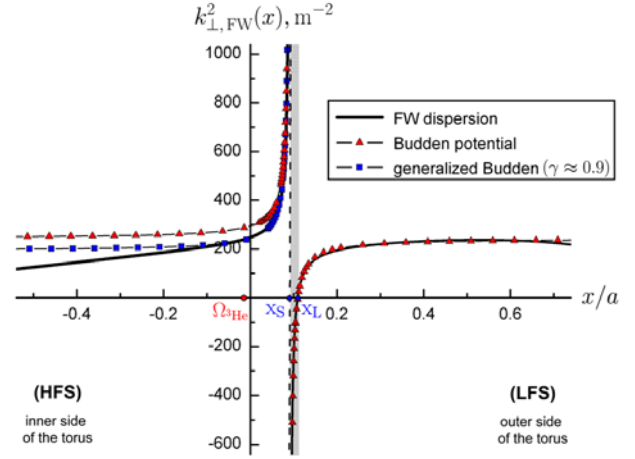 k²⊥,FW(x), m⁻²
1000
800
600
400
200
-200
-400
-600
FW dispersion
Budden potential
generalized Budden (γ ≈ 0.9)
-0.4 -0.2 0.2 0.4 0.6 x/a
Ω³He x_S x_L
(HFS)
inner side
of the torus
(LFS)
outer side
of the torus